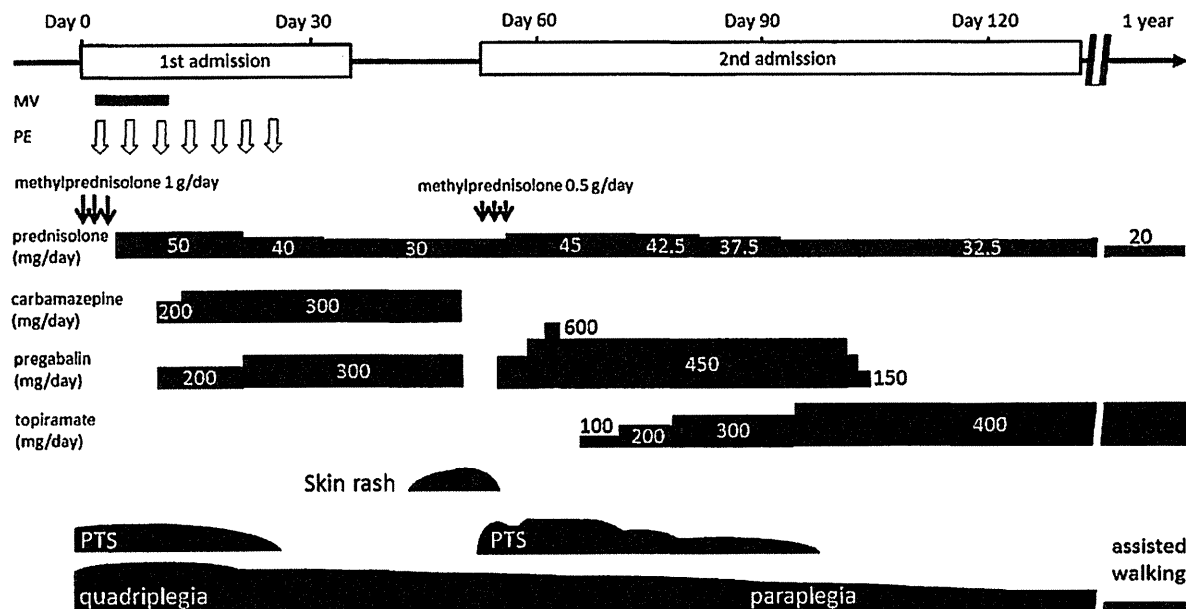 Day 0 Day 30 Day 60 Day 90 Day 120 1 year
1st admission 2nd admission
MV
PE
methylprednisolone 1 g/day methylprednisolone 0.5 g/day
prednisolone
(mg/day)
50 40 30 45 42.5 37.5 32.5 20
carbamazepine
(mg/day)
200 300
600
pregabalin
(mg/day)
200 300 450 150
topiramate
(mg/day)
100 200 300 400
Skin rash
PTS PTS
assisted
walking
quadriplegia paraplegia